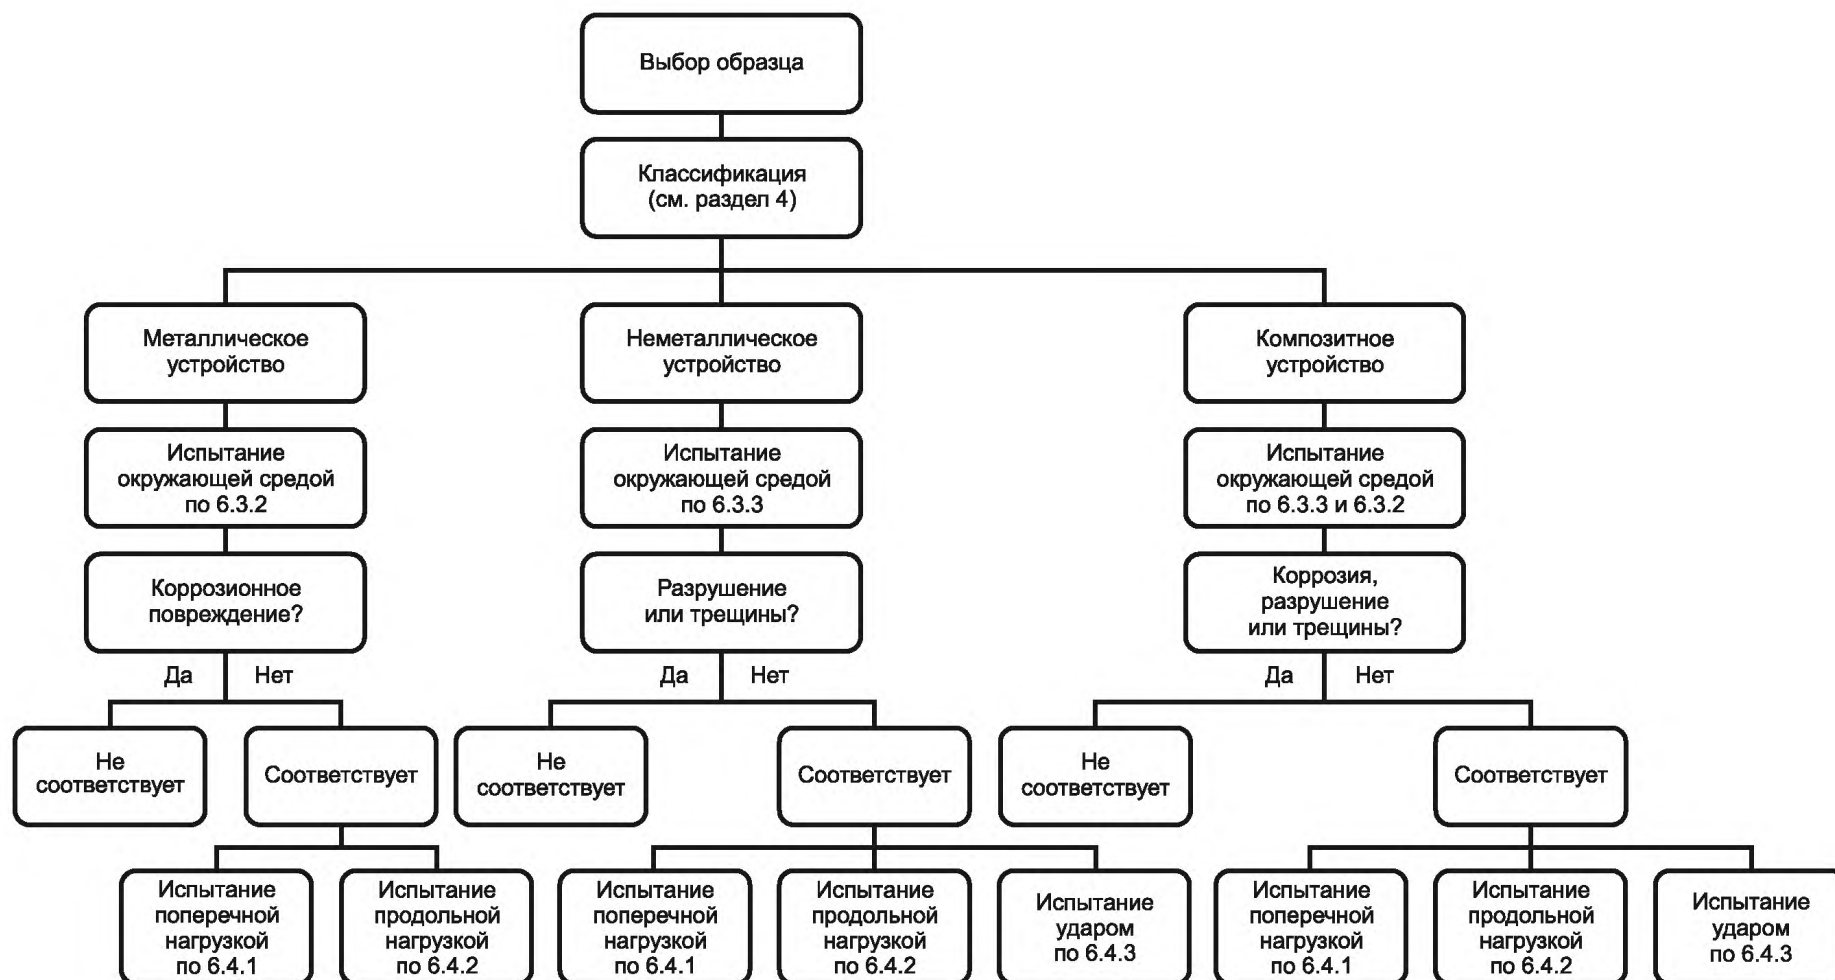 Выбор образца
Классификация
(см. раздел 4)
Металлическое
устройство
Неметаллическое
устройство
Композитное
устройство
Испытание
окружающей средой
по 6.3.2
Испытание
окружающей средой
по 6.3.3
Испытание
окружающей средой
по 6.3.3 и 6.3.2
Коррозионное
повреждение?
Разрушение
или трещины?
Коррозия,
разрушение
или трещины?
Да
Нет
Да
Нет
Да
Нет
Не
соответствует
Соответствует
Не
соответствует
Соответствует
Не
соответствует
Соответствует
Испытание
поперечной
нагрузкой
по 6.4.1
Испытание
продольной
нагрузкой
по 6.4.2
Испытание
поперечной
нагрузкой
по 6.4.1
Испытание
продольной
нагрузкой
по 6.4.2
Испытание
ударом
по 6.4.3
Испытание
поперечной
нагрузкой
по 6.4.1
Испытание
продольной
нагрузкой
по 6.4.2
Испытание
ударом
по 6.4.3